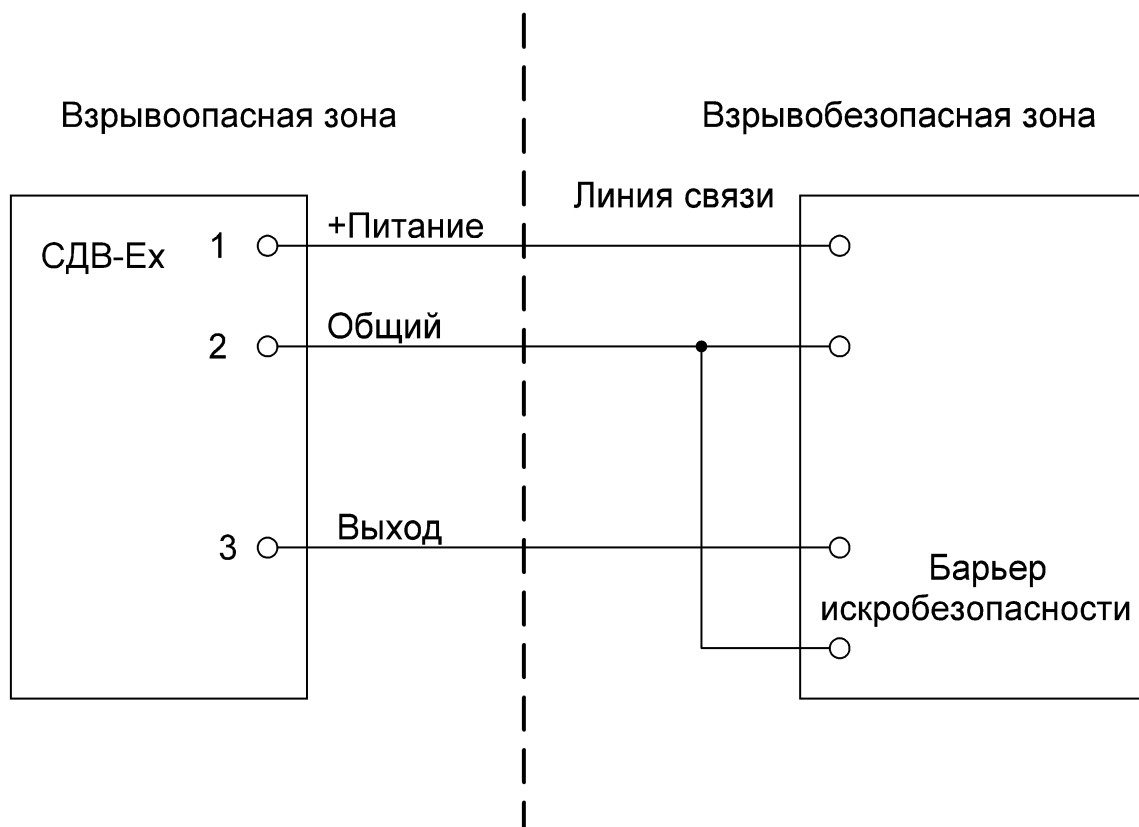 Взрывоопасная зона
Взрывобезопасная зона
Линия связи
СДВ-Ex
1
+Питание
2
Общий
3
Выход
Барьер
искробезопасности